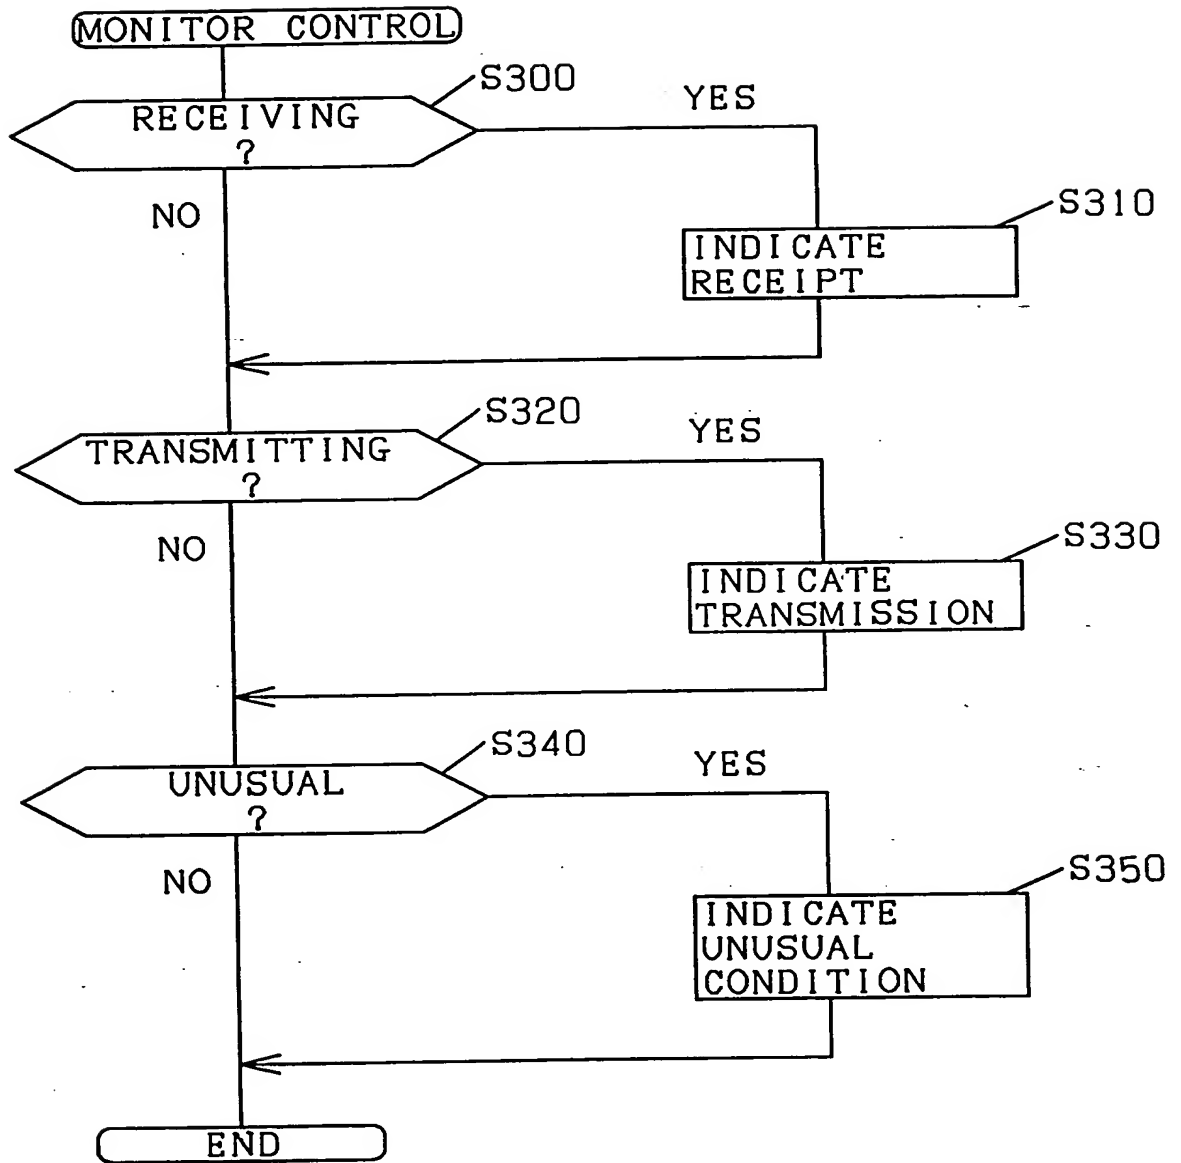 MONITOR CONTROL
S300
RECEIVING
?
YES
NO
S310
INDICATE
RECEIPT
S320
TRANSMITTING
?
YES
NO
S330
INDICATE
TRANSMISSION
S340
UNUSUAL
?
YES
NO
S350
INDICATE
UNUSUAL
CONDITION
END